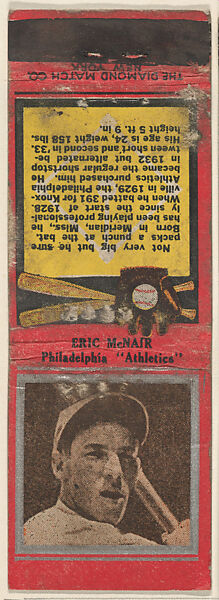 THE DIAMOND MATCH CO.
NEW YORK
Not very big but he sure
packs a punch at the bat.
Born in Meridian, Miss., he
has been playing professional-
ly since the start of 1928.
When he batted 391 for Knox-
ville in 1929, the Philadelphia
Athletics purchased him. He
became the regular shortstop
in 1932 but alternated be-
tween short and second in '33.
His age is 24, weight 158 lbs.
height 5 ft. 9 in.
ERIC McNAIR
Philadelphia "Athletics"